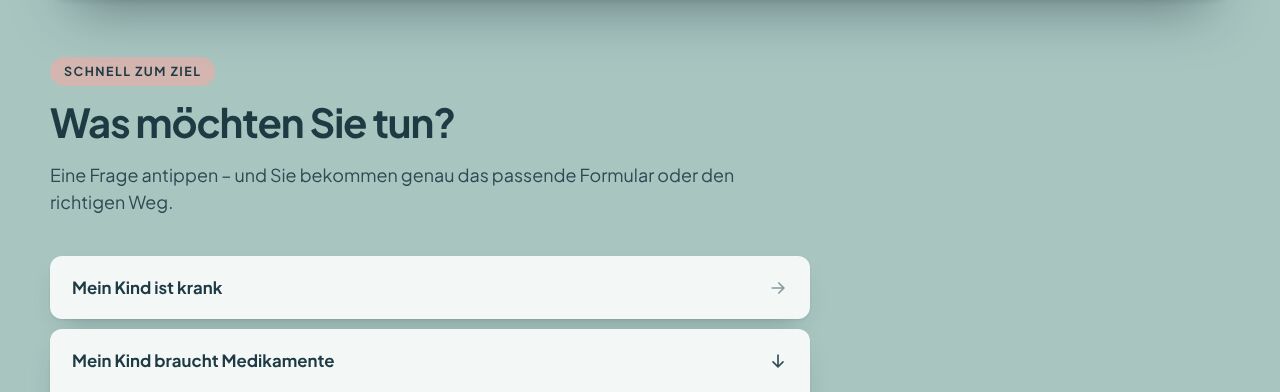 SCHNELL ZUM ZIEL
Was möchten Sie tun?
Eine Frage antippen – und Sie bekommen genau das passende Formular oder den
richtigen Weg.
Mein Kind ist krank
Mein Kind braucht Medikamente